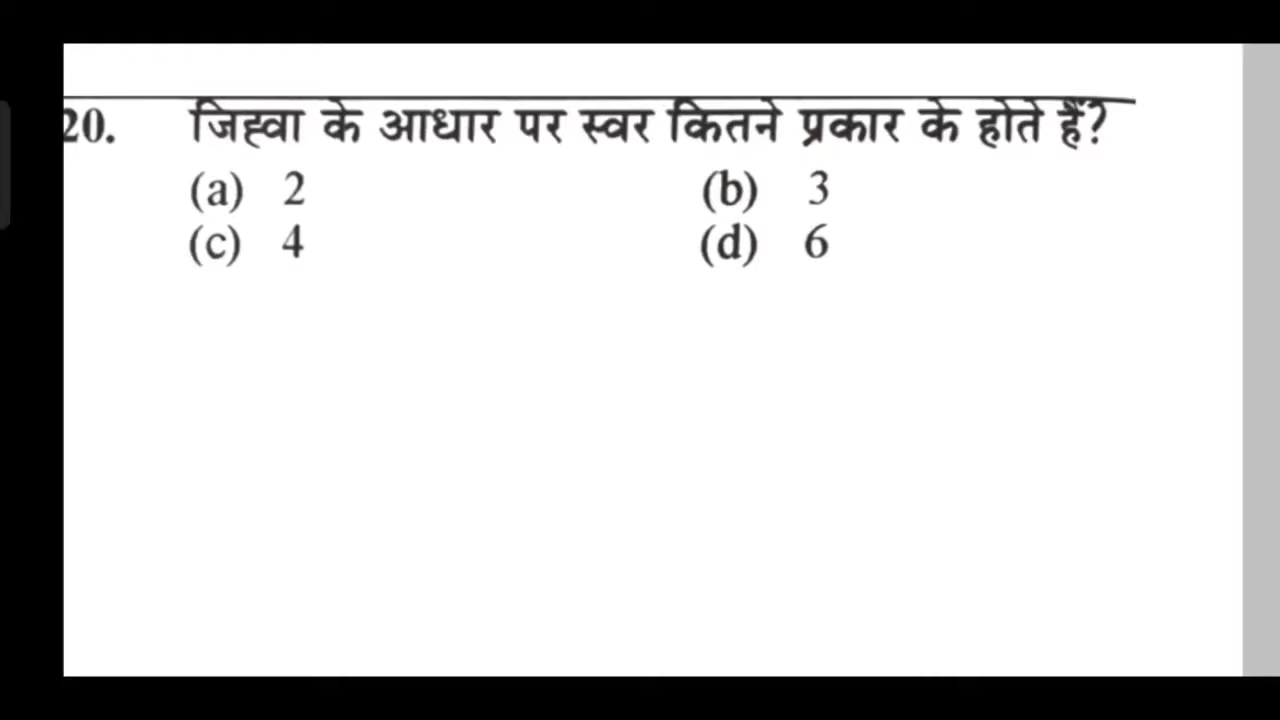 20. जिह्वा के आधार पर स्वर कितने प्रकार के होते हैं?
(a) 2 (b) 3
(c) 4 (d) 6